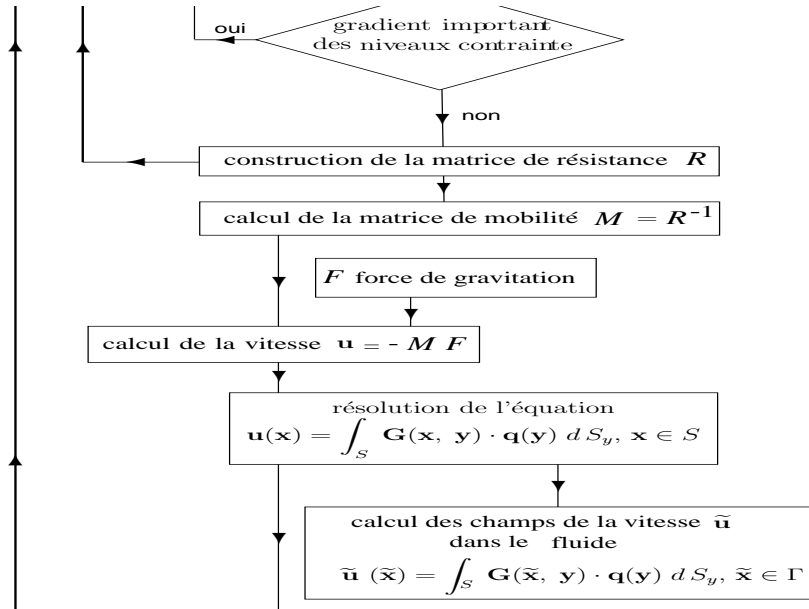 gradient important
des niveaux contrainte
oui
non
construction de la matrice de résistance R
calcul de la matrice de mobilité M = R⁻¹
F force de gravitation
calcul de la vitesse u = - M F
résolution de l'équation
u(x) = ∫_S G(x, y) · q(y) d S_y, x ∈ S
calcul des champs de la vitesse ũ
dans le fluide
ũ (x̃) = ∫_S G(x̃, y) · q(y) d S_y, x̃ ∈ Γ